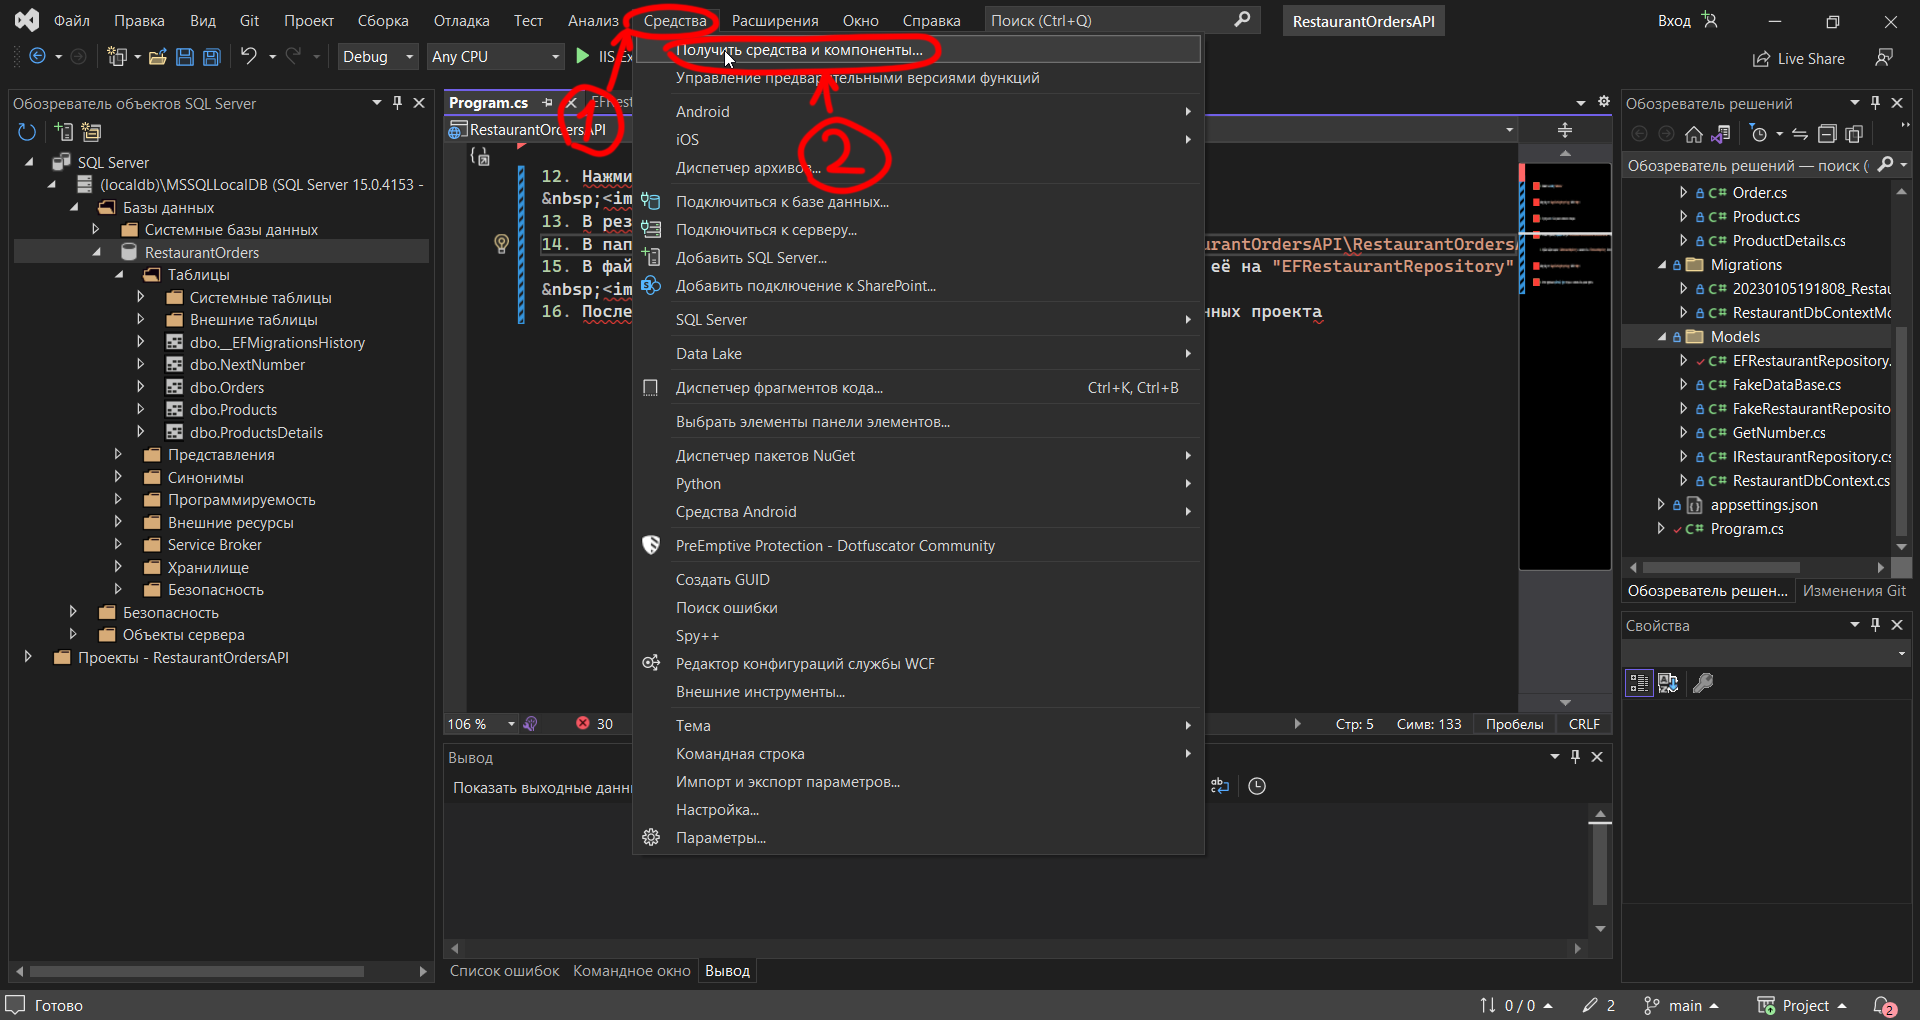 Файл Правка Вид Git Проект Сборка Отладка Тест Анализ Средства Расширения Окно Справка Поиск (Ctrl+Q) RestaurantOrdersAPI Вход
Debug Any CPU IIS Ex Live Share
Обозреватель объектов SQL Server
SQL Server
(localdb)\MSSQLLocalDB (SQL Server 15.0.4153 -
Базы данных
Системные базы данных
RestaurantOrders
Таблицы
Системные таблицы
Внешние таблицы
dbo.__EFMigrationsHistory
dbo.NextNumber
dbo.Orders
dbo.Products
dbo.ProductsDetails
Представления
Синонимы
Программируемость
Внешние ресурсы
Service Broker
Хранилище
Безопасность
Безопасность
Объекты сервера
Проекты - RestaurantOrdersAPI
Program.cs EFRest
RestaurantOrdersAPI
12. Нажми
&nbsp;<im
13. В рез
14. В пап urantOrdersAPI\RestaurantOrders
15. В фай её на "EFRestaurantRepository"
&nbsp;<im
16. После нных проекта
1
2
Получить средства и компоненты...
Управление предварительными версиями функций
Android
iOS
Диспетчер архивов...
Подключиться к базе данных...
Подключиться к серверу...
Добавить SQL Server...
Добавить подключение к SharePoint...
SQL Server
Data Lake
Диспетчер фрагментов кода... Ctrl+K, Ctrl+B
Выбрать элементы панели элементов...
Диспетчер пакетов NuGet
Python
Средства Android
PreEmptive Protection - Dotfuscator Community
Создать GUID
Поиск ошибки
Spy++
Редактор конфигураций службы WCF
Внешние инструменты...
Тема
Командная строка
Импорт и экспорт параметров...
Настройка...
Параметры...
106 % 30 Стр: 5 Симв: 133 Пробелы CRLF
Вывод
Показать выходные данн
Список ошибок Командное окно Вывод
Обозреватель решений
Обозреватель решений — поиск (
Order.cs
Product.cs
ProductDetails.cs
Migrations
20230105191808_Resta
RestaurantDbContextMo
Models
EFRestaurantRepository.
FakeDataBase.cs
FakeRestaurantReposito
GetNumber.cs
IRestaurantRepository.cs
RestaurantDbContext.cs
appsettings.json
Program.cs
Обозреватель решен... Изменения Git
Свойства
Готово 0 / 0 2 main Project 2